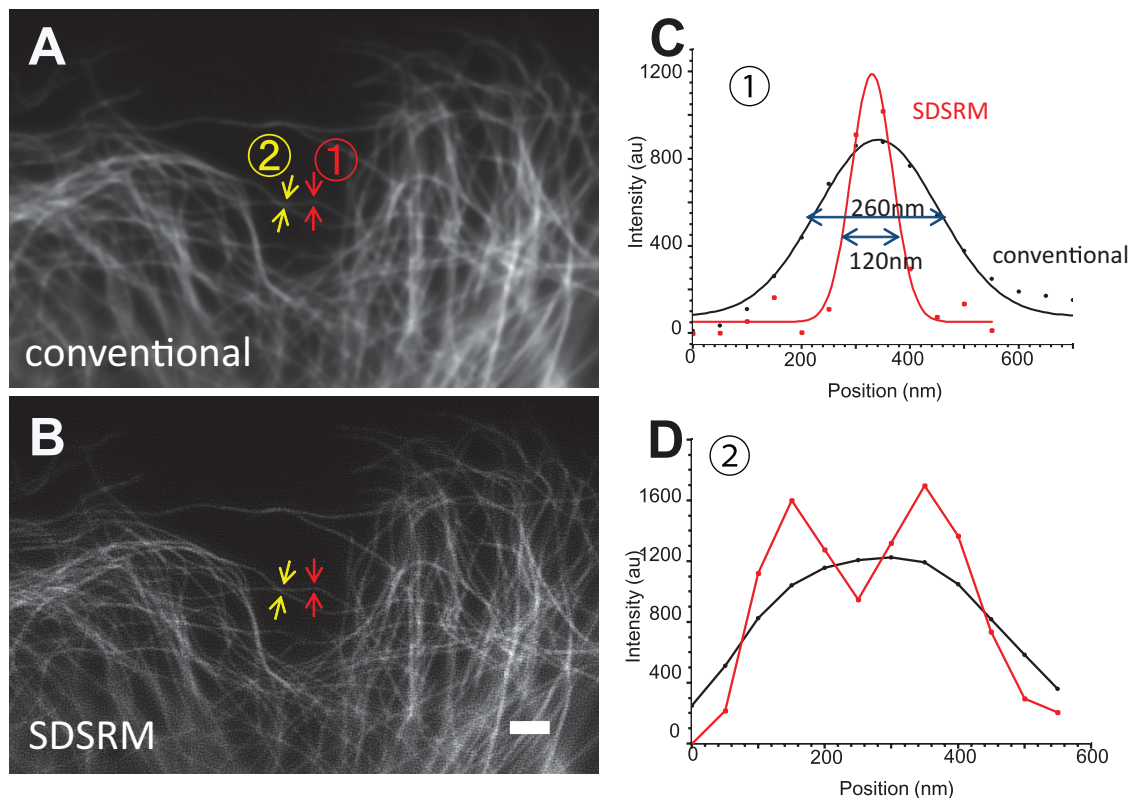 A
② ①
conventional
B
SDSRM
C
①
1200
800
400
0
Intensity (au)
SDSRM
260nm
120nm
conventional
0 200 400 600
Position (nm)
D
②
1600
1200
800
400
0
Intensity (au)
0 200 400 600
Position (nm)